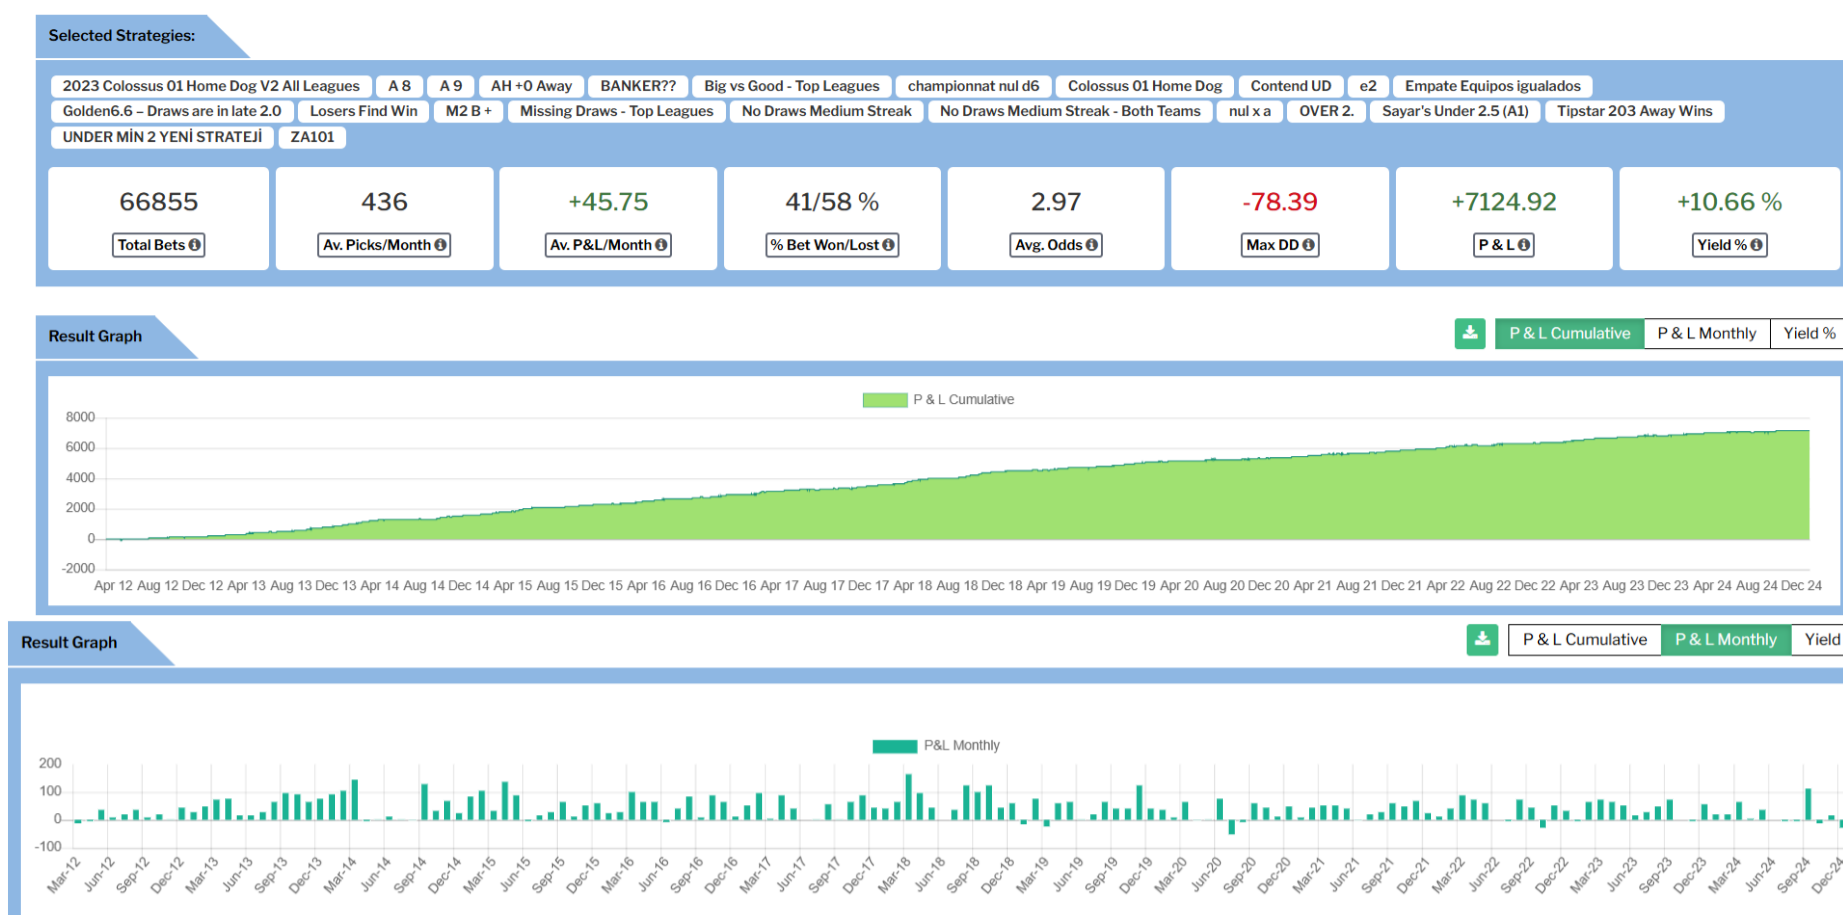 Selected Strategies:
2023 Colossus 01 Home Dog V2 All Leagues A 8 A 9 AH +0 Away BANKER?? Big vs Good - Top Leagues championnat nul d6 Colossus 01 Home Dog Contend UD e2 Empate Equipos igualados
Golden6.6 – Draws are in late 2.0 Losers Find Win M2 B + Missing Draws - Top Leagues No Draws Medium Streak No Draws Medium Streak - Both Teams nul x a OVER 2. Sayar's Under 2.5 (A1) Tipstar 203 Away Wins
UNDER MİN 2 YENİ STRATEJİ ZA101
66855 436 +45.75 41/58 % 2.97 -78.39 +7124.92 +10.66 %
Total Bets Av. Picks/Month Av. P&L/Month % Bet Won/Lost Avg. Odds Max DD P & L Yield %
Result Graph P & L Cumulative P & L Monthly Yield %
P & L Cumulative
8000
6000
4000
2000
0
-2000
Apr 12 Aug 12 Dec 12 Apr 13 Aug 13 Dec 13 Apr 14 Aug 14 Dec 14 Apr 15 Aug 15 Dec 15 Apr 16 Aug 16 Dec 16 Apr 17 Aug 17 Dec 17 Apr 18 Aug 18 Dec 18 Apr 19 Aug 19 Dec 19 Apr 20 Aug 20 Dec 20 Apr 21 Aug 21 Dec 21 Apr 22 Aug 22 Dec 22 Apr 23 Aug 23 Dec 23 Apr 24 Aug 24 Dec 24
Result Graph P & L Cumulative P & L Monthly Yield
P&L Monthly
200
100
0
-100
Mar-12 Jun-12 Sep-12 Dec-12 Mar-13 Jun-13 Sep-13 Dec-13 Mar-14 Jun-14 Sep-14 Dec-14 Mar-15 Jun-15 Sep-15 Dec-15 Mar-16 Jun-16 Sep-16 Dec-16 Mar-17 Jun-17 Sep-17 Dec-17 Mar-18 Jun-18 Sep-18 Dec-18 Mar-19 Jun-19 Sep-19 Dec-19 Mar-20 Jun-20 Sep-20 Dec-20 Mar-21 Jun-21 Sep-21 Dec-21 Mar-22 Jun-22 Sep-22 Dec-22 Mar-23 Jun-23 Sep-23 Dec-23 Mar-24 Jun-24 Sep-24 Dec-24